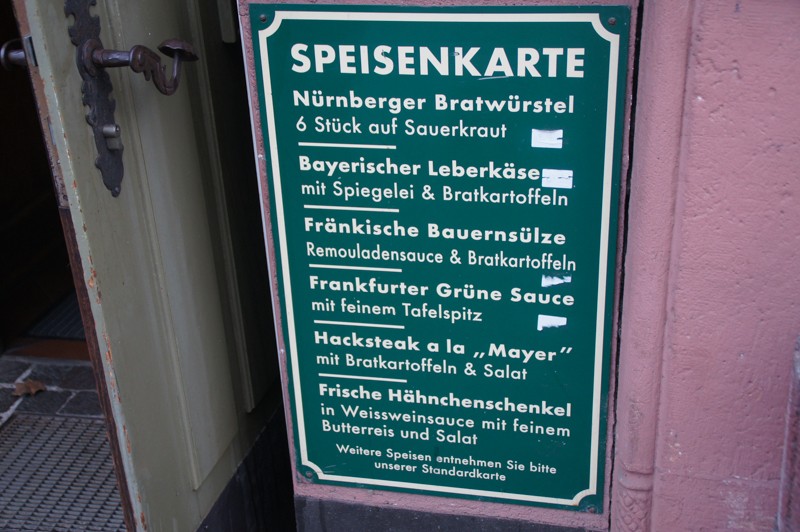 SPEISENKARTE
Nürnberger Bratwürstel
6 Stück auf Sauerkraut
Bayerischer Leberkäse
mit Spiegelei & Bratkartoffeln
Fränkische Bauernsülze
Remouladensauce & Bratkartoffeln
Frankfurter Grüne Sauce
mit feinem Tafelspitz
Hacksteak a la „Mayer”
mit Bratkartoffeln & Salat
Frische Hähnchenschenkel
in Weissweinsauce mit feinem
Butterreis und Salat
Weitere Speisen entnehmen Sie bitte
unserer Standardkarte